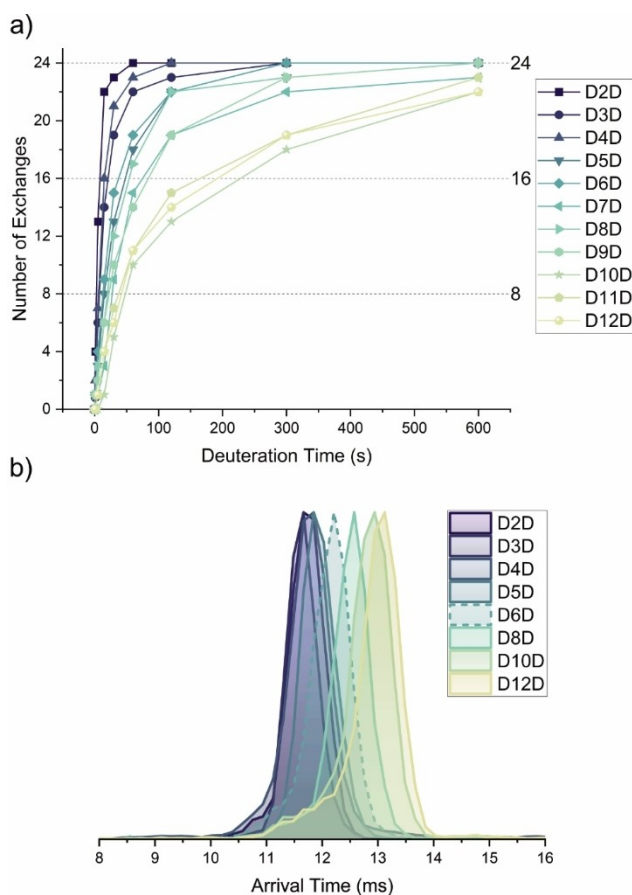 a)
24
20
16
12
8
4
0
Number of Exchanges
24
16
8
0
100
200
300
400
500
600
Deuteration Time (s)
D2D
D3D
D4D
D5D
D6D
D7D
D8D
D9D
D10D
D11D
D12D
b)
D2D
D3D
D4D
D5D
D6D
D8D
D10D
D12D
8
9
10
11
12
13
14
15
16
Arrival Time (ms)